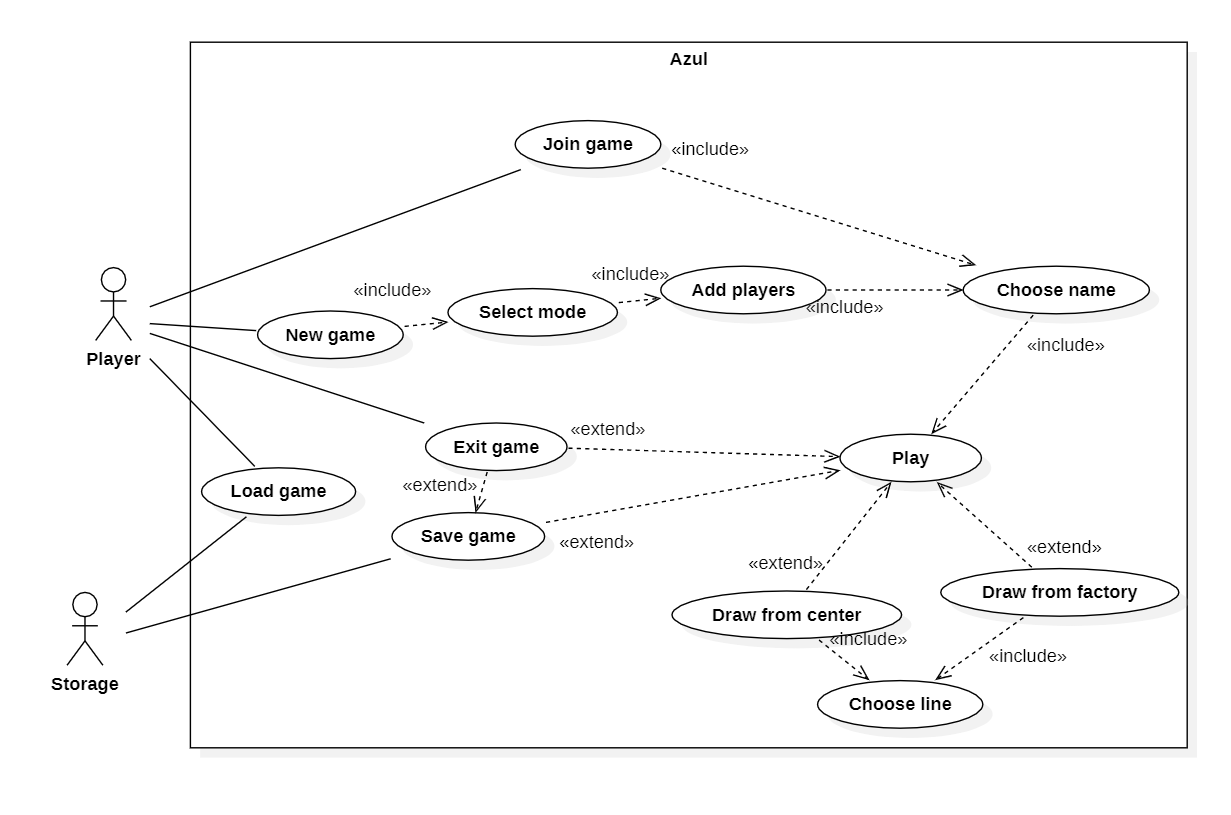 Azul
Join game
«include»
«include»
«include»
Add players
Choose name
Player
New game
Select mode
«include»
«include»
Exit game
«extend»
Play
Load game
«extend»
Save game
«extend»
«extend»
«extend»
Storage
Draw from center
Draw from factory
«include»
«include»
Choose line